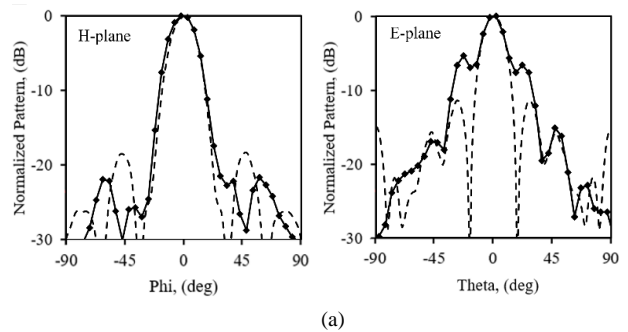 H-plane
Normalized Pattern, (dB)
0
-10
-20
-30
-90
-45
0
45
90
Phi, (deg)
E-plane
Normalized Pattern, (dB)
0
-10
-20
-30
-90
-45
0
45
90
Theta, (deg)
(a)